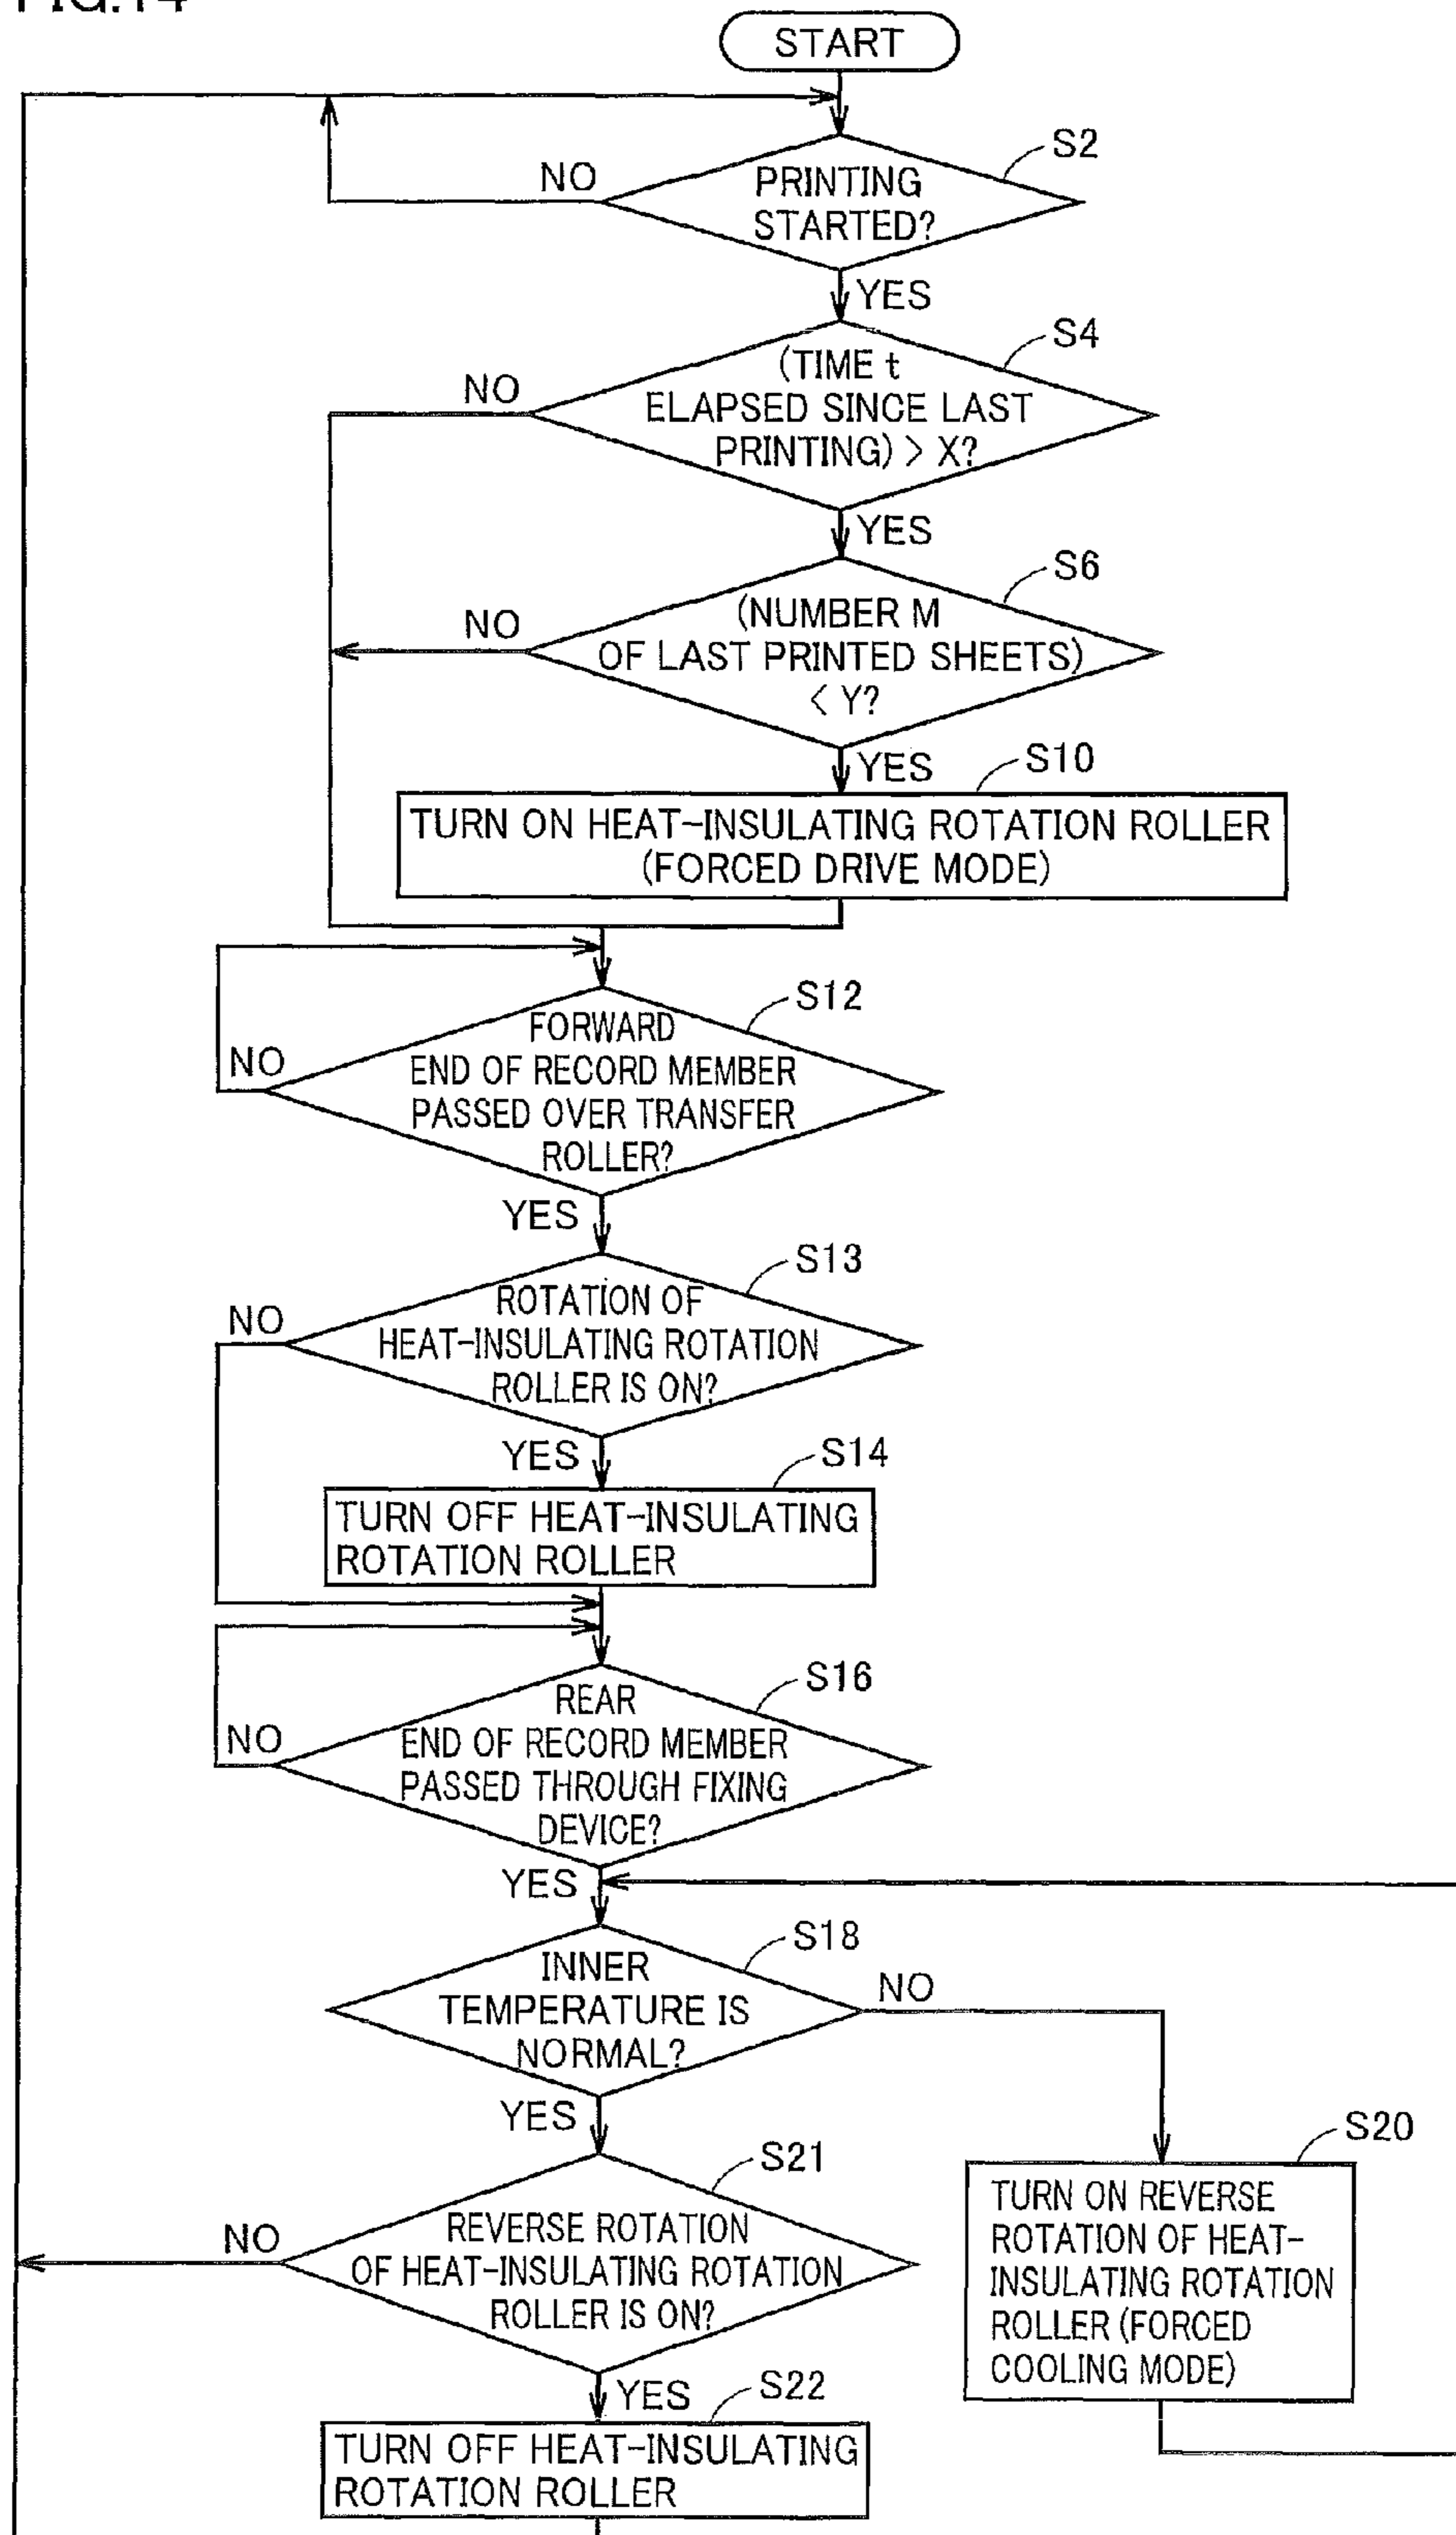 FIG.14
START
S2
NO
PRINTING
STARTED?
YES
S4
NO
(TIME t
ELAPSED SINCE LAST
PRINTING) > X?
YES
S6
NO
(NUMBER M
OF LAST PRINTED SHEETS)
< Y?
YES
S10
TURN ON HEAT-INSULATING ROTATION ROLLER
(FORCED DRIVE MODE)
S12
NO
FORWARD
END OF RECORD MEMBER
PASSED OVER TRANSFER
ROLLER?
YES
S13
NO
ROTATION OF
HEAT-INSULATING ROTATION
ROLLER IS ON?
YES
S14
TURN OFF HEAT-INSULATING
ROTATION ROLLER
S16
NO
REAR
END OF RECORD MEMBER
PASSED THROUGH FIXING
DEVICE?
YES
S18
INNER
TEMPERATURE IS
NORMAL?
NO
YES
S20
TURN ON REVERSE
ROTATION OF HEAT-
INSULATING ROTATION
ROLLER (FORCED
COOLING MODE)
S21
NO
REVERSE ROTATION
OF HEAT-INSULATING ROTATION
ROLLER IS ON?
YES
S22
TURN OFF HEAT-INSULATING
ROTATION ROLLER